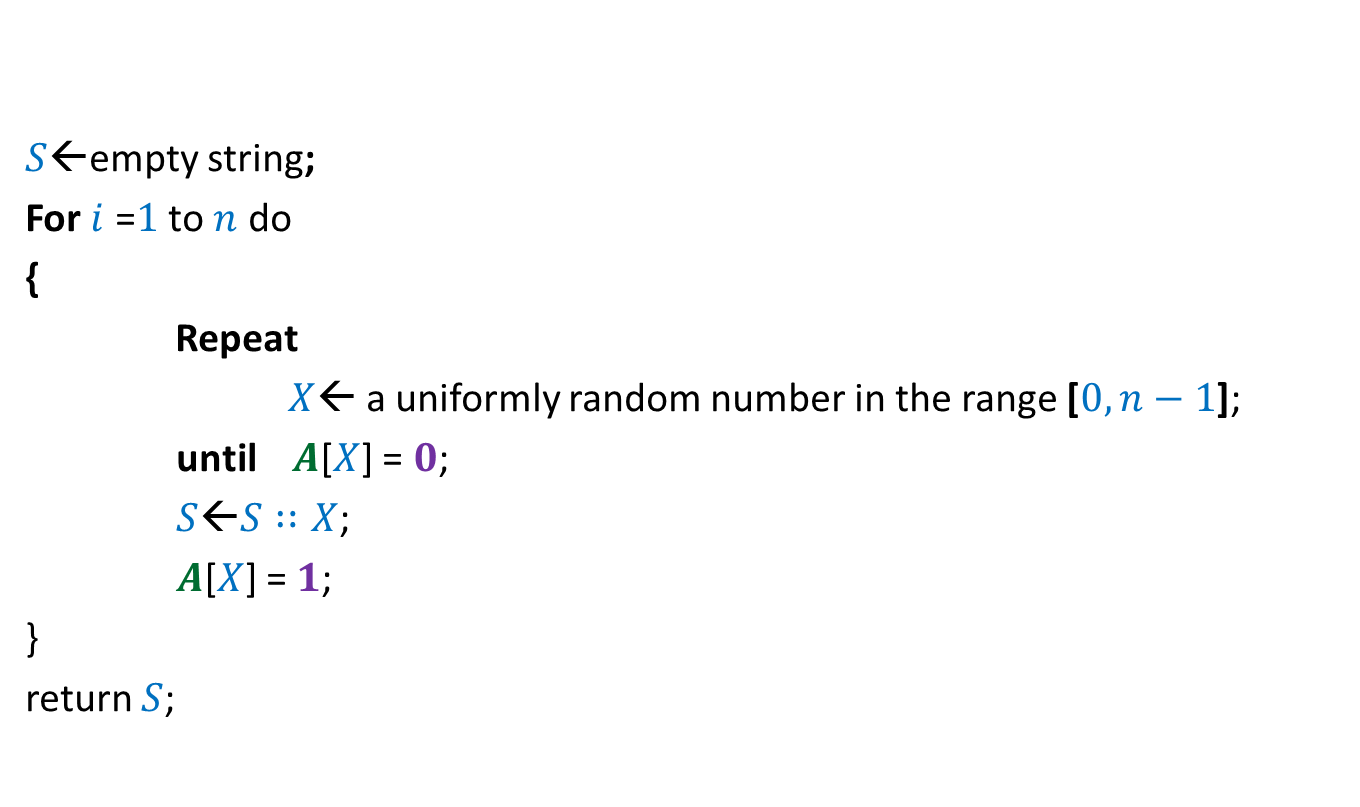 S←empty string;
For i =1 to n do
{
Repeat
X← a uniformly random number in the range [0, n − 1];
until A[X] = 0;
S←S ∷ X;
A[X] = 1;
}
return S;